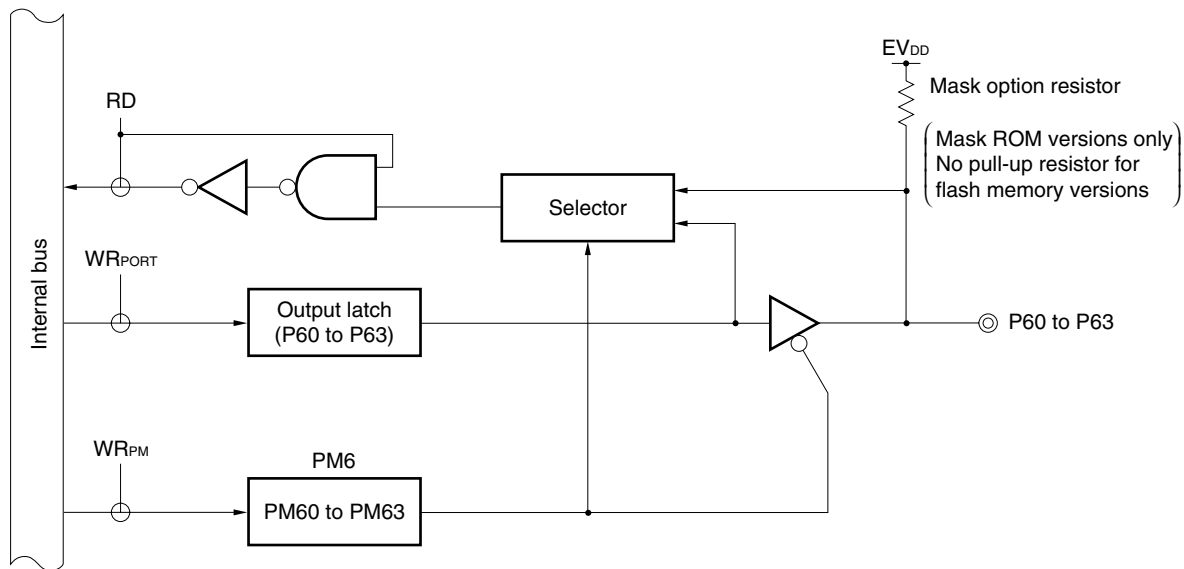 EVDD
Mask option resistor
Mask ROM versions only
No pull-up resistor for
flash memory versions
RD
Selector
Internal bus
WRPORT
Output latch
(P60 to P63)
P60 to P63
WRPM
PM6
PM60 to PM63